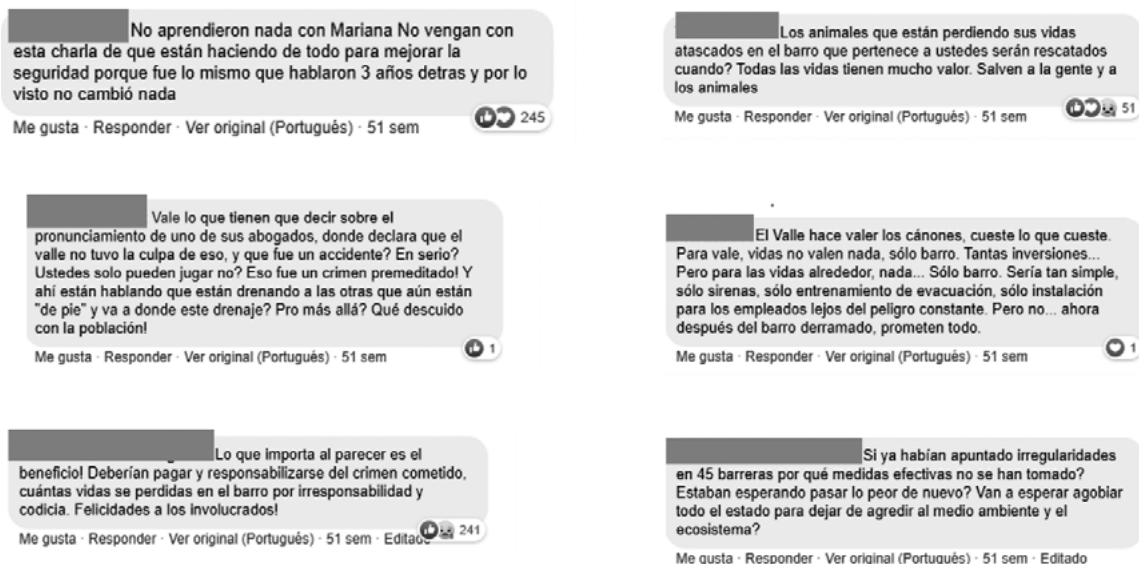 No aprendieron nada con Mariana No vengan con
esta charla de que están haciendo de todo para mejorar la
seguridad porque fue lo mismo que hablaron 3 años detras y por lo
visto no cambió nada
245
Me gusta · Responder · Ver original (Portugués) · 51 sem
Los animales que están perdiendo sus vidas
atascados en el barro que pertenece a ustedes serán rescatados
cuando? Todas las vidas tienen mucho valor. Salven a la gente y a
los animales
51
Me gusta · Responder · Ver original (Portugués) · 51 sem
Vale lo que tienen que decir sobre el
pronunciamiento de uno de sus abogados, donde declara que el
valle no tuvo la culpa de eso, y que fue un accidente? En serio?
Ustedes solo pueden jugar no? Eso fue un crimen premeditado! Y
ahí están hablando que están drenando a las otras que aún están
"de pie" y va a donde este drenaje? Pro más allá? Qué descuido
con la población!
1
Me gusta · Responder · Ver original (Portugués) · 51 sem
El Valle hace valer los cánones, cueste lo que cueste.
Para vale, vidas no valen nada, sólo barro. Tantas inversiones...
Pero para las vidas alrededor, nada... Sólo barro. Sería tan simple,
sólo sirenas, sólo entrenamiento de evacuación, sólo instalación
para los empleados lejos del peligro constante. Pero no... ahora
después del barro derramado, prometen todo.
1
Me gusta · Responder · Ver original (Portugués) · 51 sem
Lo que importa al parecer es el
beneficio! Deberían pagar y responsabilizarse del crimen cometido,
cuántas vidas se perdidas en el barro por irresponsabilidad y
codicia. Felicidades a los involucrados!
241
Me gusta · Responder · Ver original (Portugués) · 51 sem · Editado
Si ya habían apuntado irregularidades
en 45 barreras por qué medidas efectivas no se han tomado?
Estaban esperando pasar lo peor de nuevo? Van a esperar agobiar
todo el estado para dejar de agredir al medio ambiente y el
ecosistema?
Me gusta · Responder · Ver original (Portugués) · 51 sem · Editado